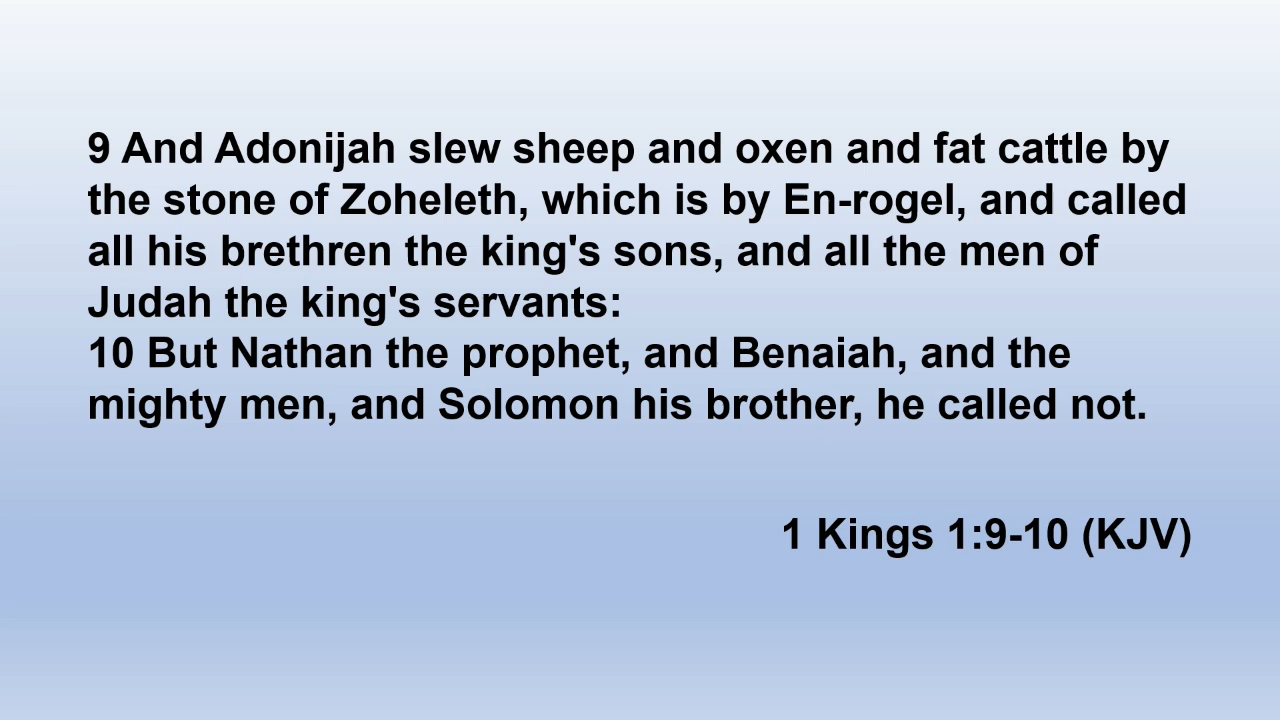 9 And Adonijah slew sheep and oxen and fat cattle by
the stone of Zoheleth, which is by En-rogel, and called
all his brethren the king's sons, and all the men of
Judah the king's servants:
10 But Nathan the prophet, and Benaiah, and the
mighty men, and Solomon his brother, he called not.
1 Kings 1:9-10 (KJV)